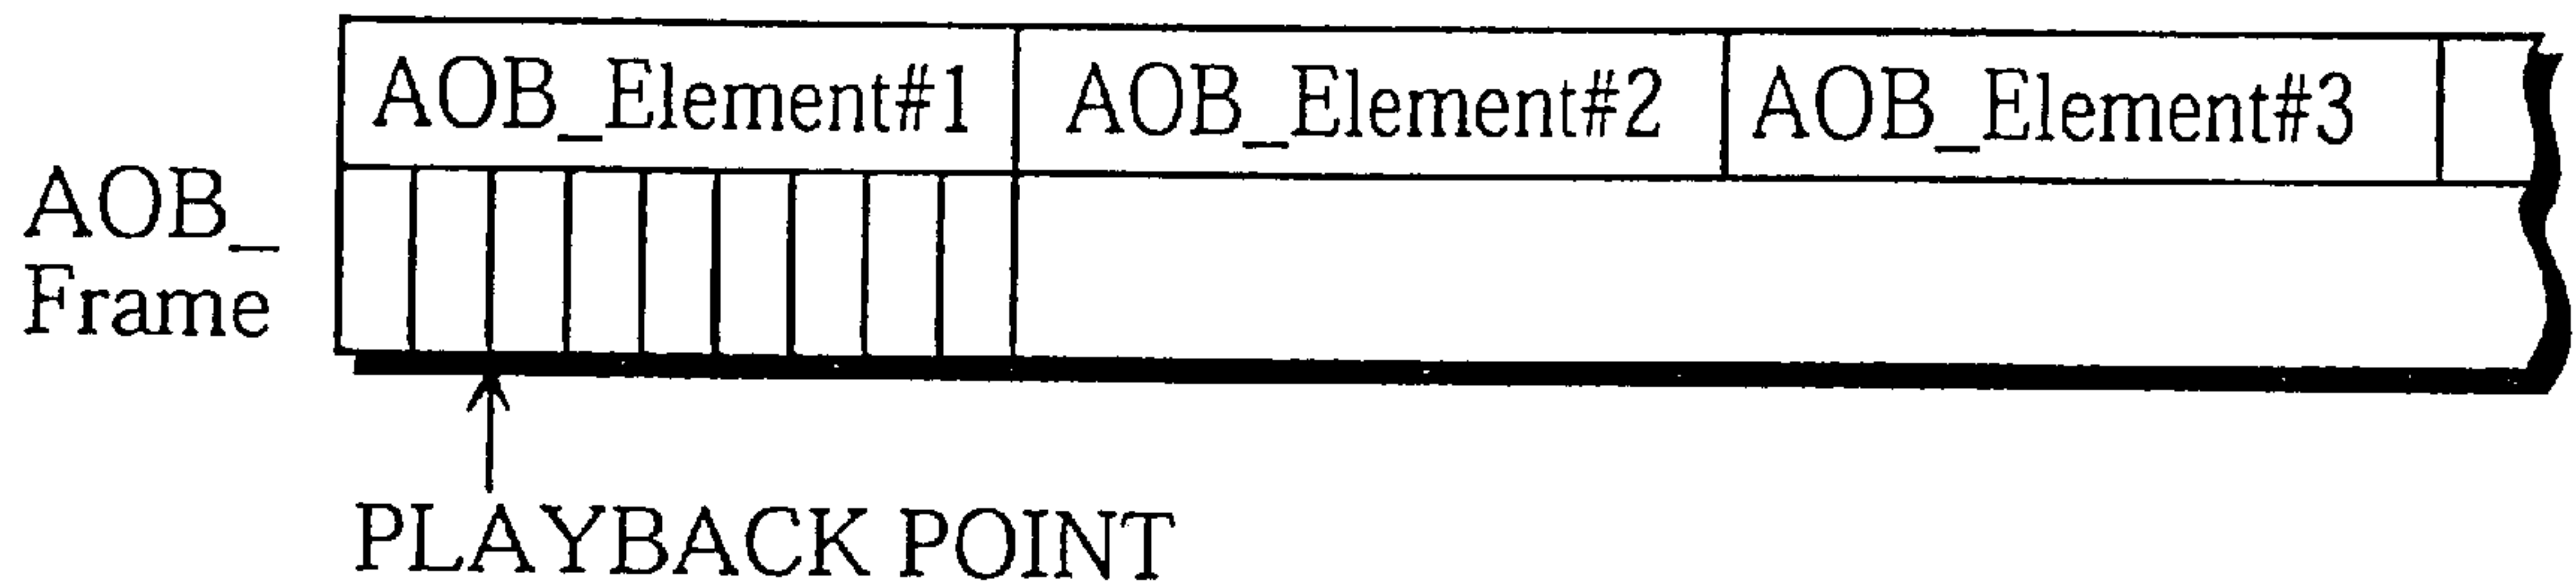 AOB_Element#1 AOB_Element#2 AOB_Element#3
AOB_
Frame
PLAYBACK POINT